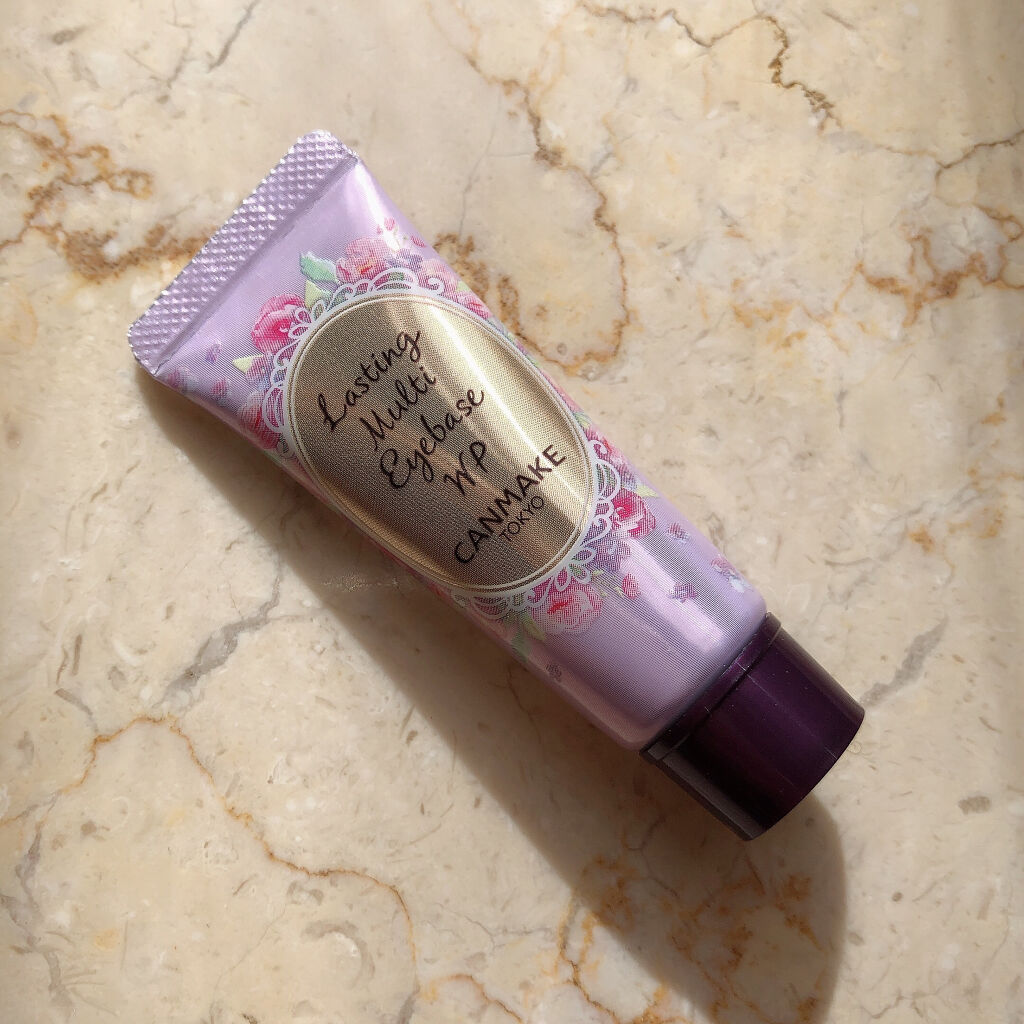 Lasting
Multi
Eyebase
WP
CANMAKE
TOKYO